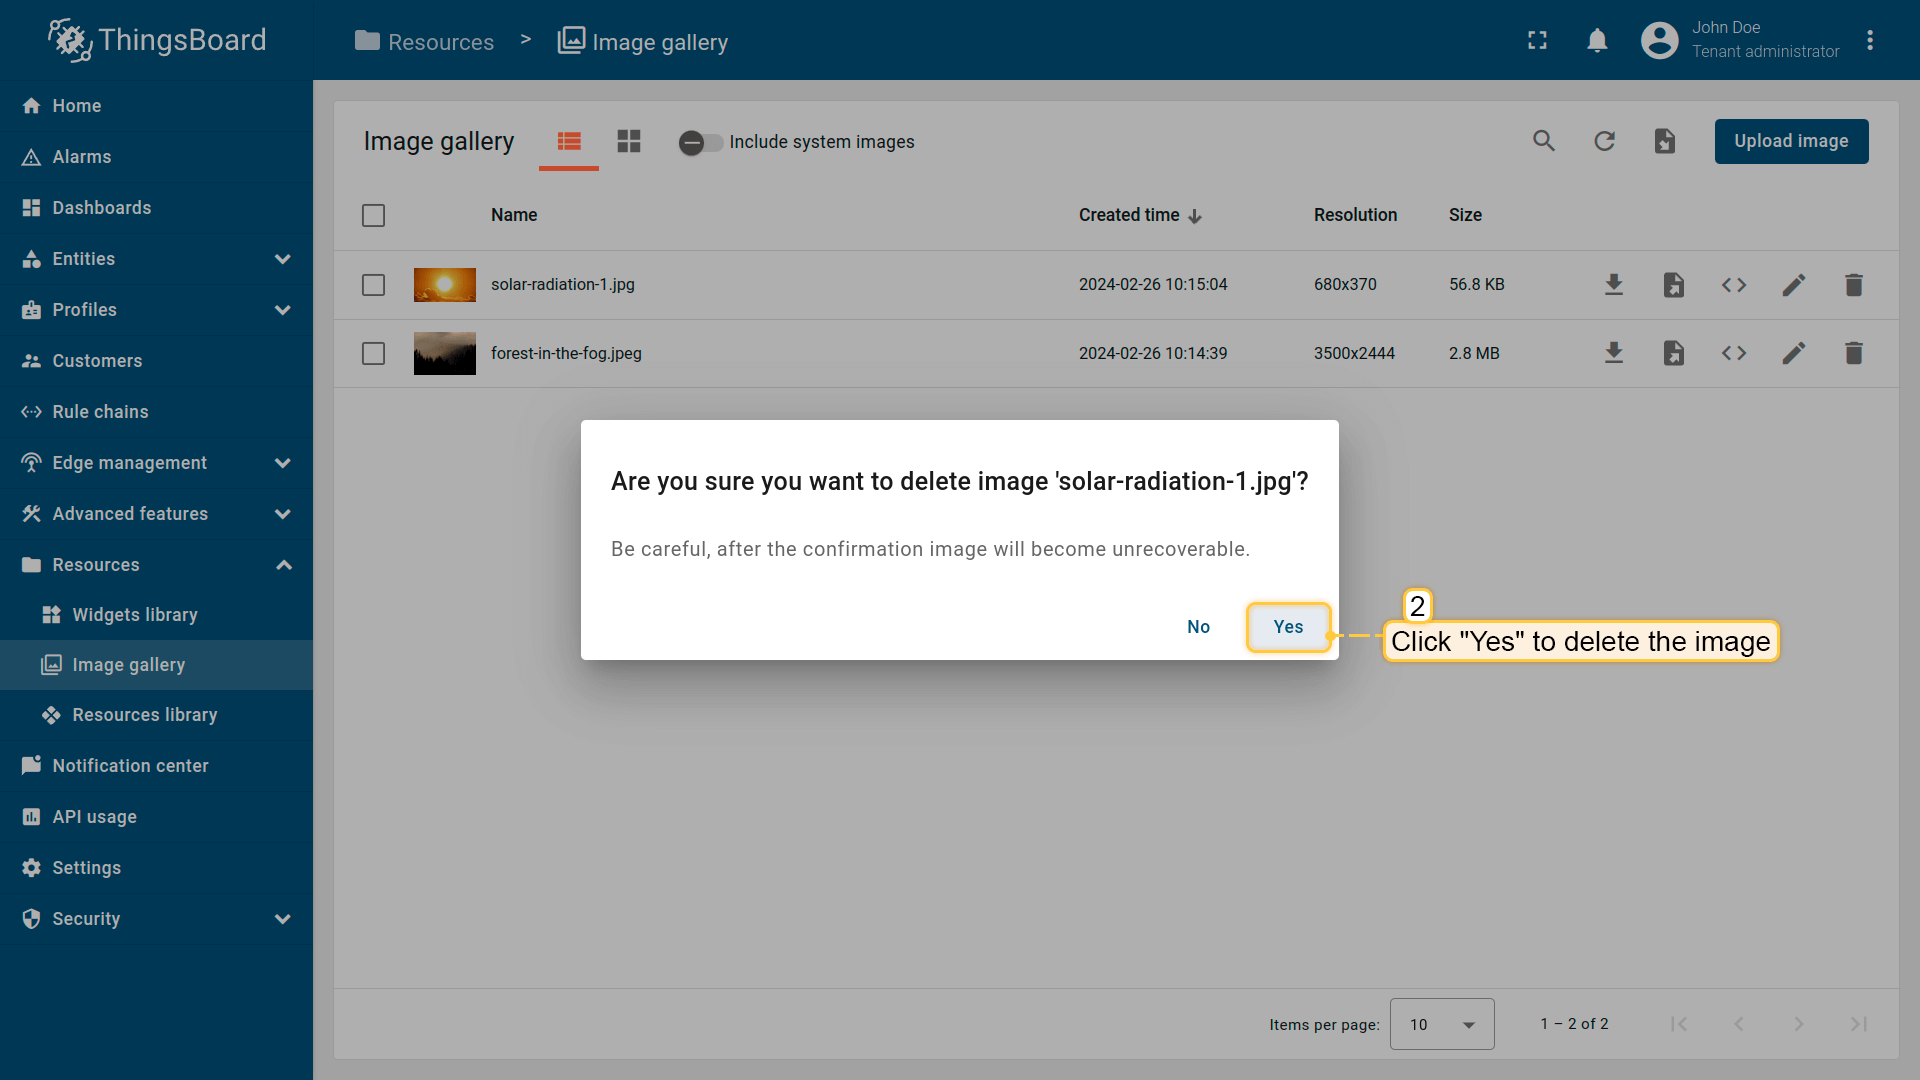 ThingsBoard
Resources > Image gallery
John Doe
Tenant administrator
Home
Alarms
Dashboards
Entities
Profiles
Customers
Rule chains
Edge management
Advanced features
Resources
Widgets library
Image gallery
Resources library
Notification center
API usage
Settings
Security
Image gallery
Include system images
Upload image
Name Created time Resolution Size
solar-radiation-1.jpg 2024-02-26 10:15:04 680x370 56.8 KB
forest-in-the-fog.jpeg 2024-02-26 10:14:39 3500x2444 2.8 MB
Are you sure you want to delete image 'solar-radiation-1.jpg'?
Be careful, after the confirmation image will become unrecoverable.
No Yes
2
Click "Yes" to delete the image
Items per page: 10 1 – 2 of 2